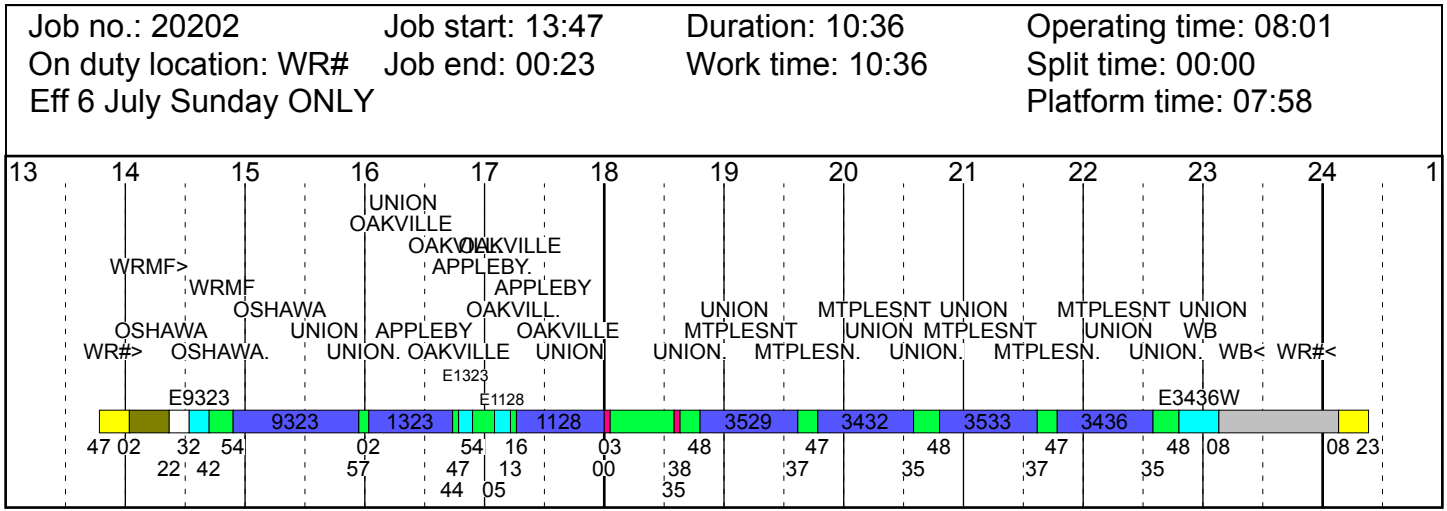 Job no.: 20202 Job start: 13:47 Duration: 10:36 Operating time: 08:01
On duty location: WR# Job end: 00:23 Work time: 10:36 Split time: 00:00
Eff 6 July Sunday ONLY Platform time: 07:58
13 14 15 16 17 18 19 20 21 22 23 24 1
UNION
OAKVILLE
OAKVILL. OAKVILLE
WRMF> APPLEBY.
WRMF APPLEBY
OSHAWA OAKVILL. UNION MTPLESNT UNION MTPLESNT UNION
OSHAWA UNION APPLEBY OAKVILLE MTPLESNT UNION MTPLESNT UNION WB
WR#> OSHAWA. UNION. OAKVILLE UNION UNION. MTPLESN. UNION. MTPLESN. UNION. WB< WR#<
E1323
E9323 E1128 E3436W
9323 1323 1128 3529 3432 3533 3436
47 02 32 54 02 54 16 03 48 47 48 47 48 08 08 23
22 42 57 47 13 00 38 37 35 37 35
44 05 35